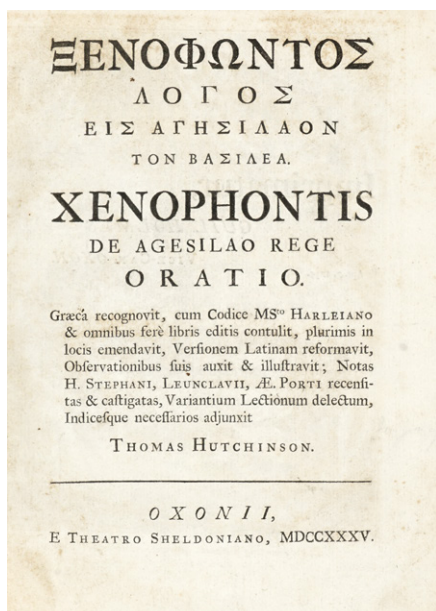 ΞΕΝΟΦΩΝΤΟΣ
ΛΟΓΟΣ
ΕΙΣ ΑΓΗΣΙΛΑΟΝ
ΤΟΝ ΒΑΣΙΛΕΑ.
XENOPHONTIS
DE AGESILAO REGE
ORATIO.
Græca recognovit, cum Codice MSto HARLEIANO
& omnibus ferè libris editis contulit, plurimis in
locis emendavit, Verſionem Latinam reformavit,
Obſervationibus ſuis auxit & illuſtravit; Notas
H. STEPHANI, LEUNCLAVII, Æ. PORTI recenſi-
tas & caſtigatas, Variantium Lectionum delectum,
Indiceſque neceſſarios adjunxit
THOMAS HUTCHINSON.
OXONII,
E THEATRO SHELDONIANO, MDCCXXXV.